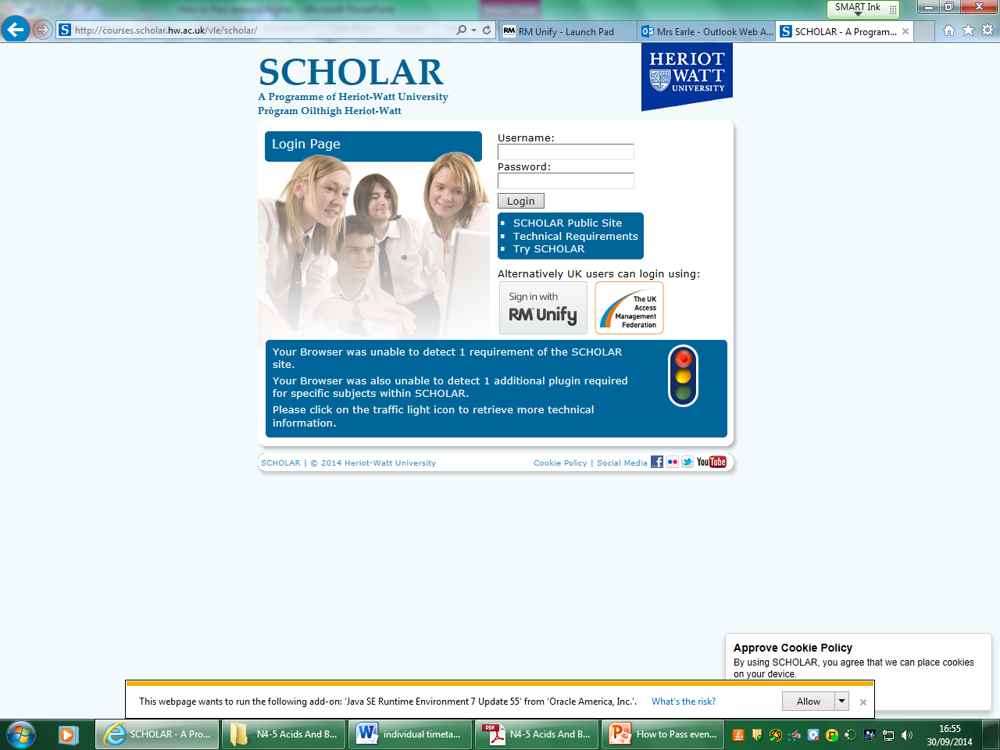 SMART Ink
http://courses.scholar.hw.ac.uk/vle/scholar/
RM Unify - Launch Pad
Mrs Earle - Outlook Web A...
SCHOLAR - A Program...
SCHOLAR
A Programme of Heriot-Watt University
Prògram Oilthigh Heriot-Watt
HERIOT
WATT
UNIVERSITY
Login Page
Username:
Password:
Login
SCHOLAR Public Site
Technical Requirements
Try SCHOLAR
Alternatively UK users can login using:
Sign in with
RM Unify
The UK
Access
Management
Federation
Your Browser was unable to detect 1 requirement of the SCHOLAR
site.
Your Browser was also unable to detect 1 additional plugin required
for specific subjects within SCHOLAR.
Please click on the traffic light icon to retrieve more technical
information.
SCHOLAR | © 2014 Heriot-Watt University
Cookie Policy | Social Media
YouTube
Approve Cookie Policy
By using SCHOLAR, you agree that we can place cookies
on your device.
This webpage wants to run the following add-on: 'Java SE Runtime Environment 7 Update 55' from 'Oracle America, Inc.'.
What's the risk?
Allow
SCHOLAR - A Pro...
N4-5 Acids And B...
individual timeta...
N4-5 Acids And B...
How to Pass even...
16:55
30/09/2014